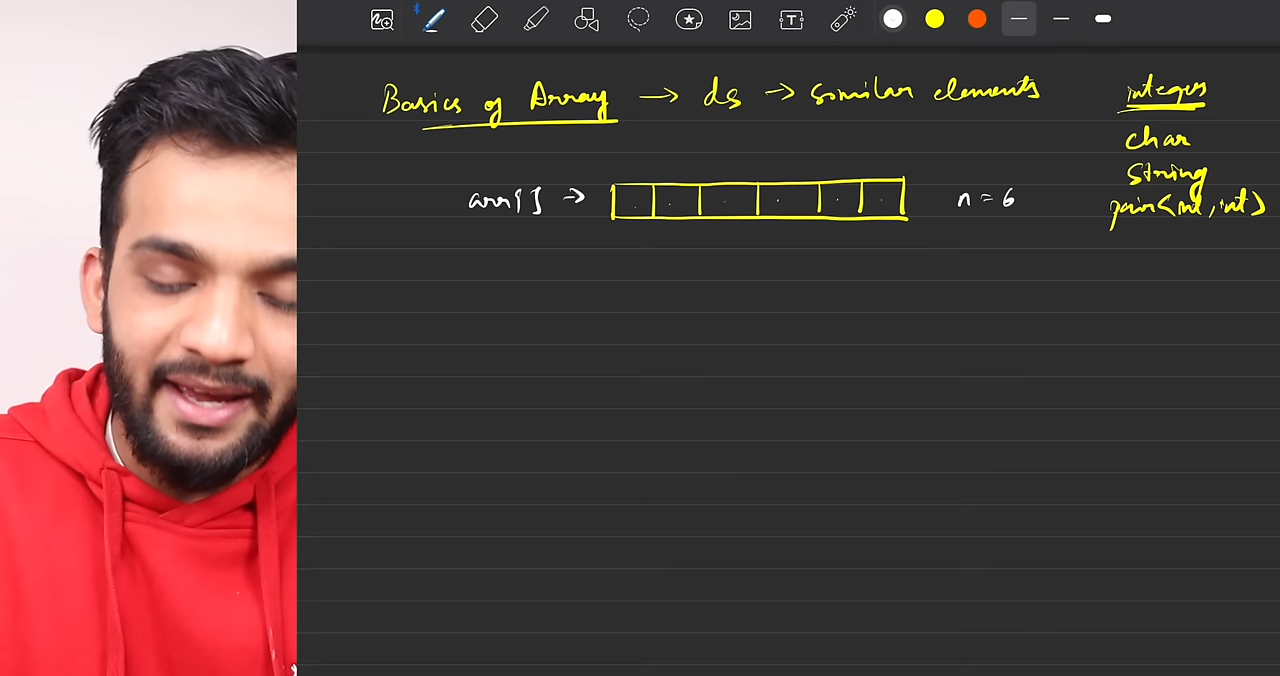 Basics of Array → ds → similar elements
integers
char
string
pair<int, int>
arr[] →
n = 6